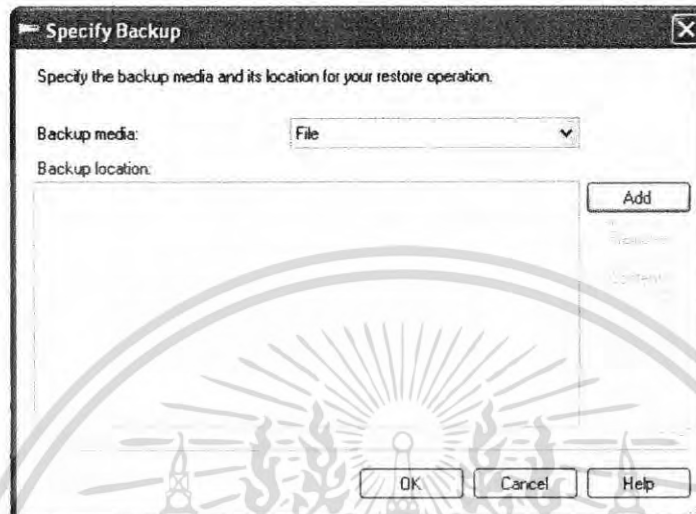 Specify Backup
Specify the backup media and its location for your restore operation.
Backup media: File
Backup location:
Add
OK Cancel Help